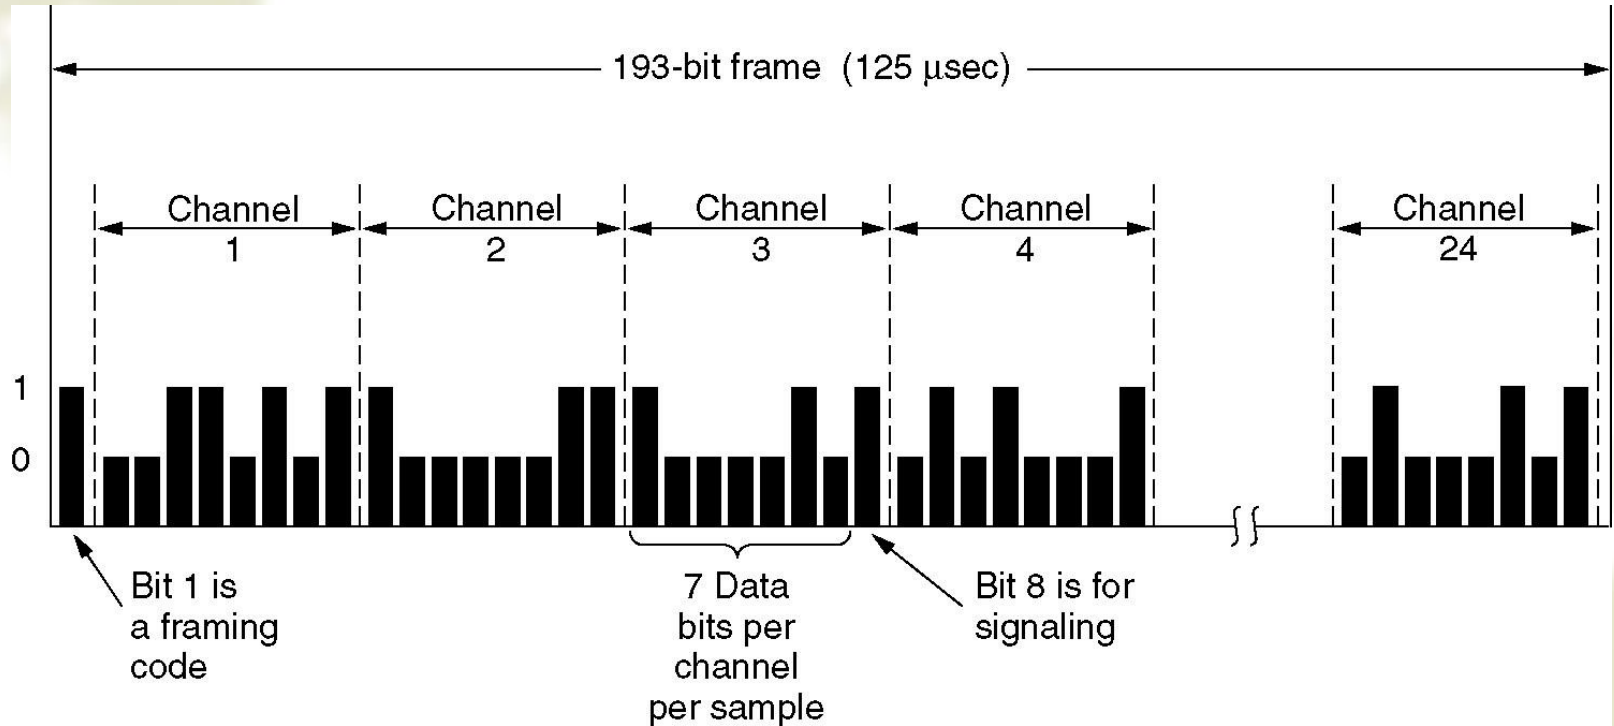 193-bit frame (125 μsec)
Channel
1
Channel
2
Channel
3
Channel
4
Channel
24
1
0
Bit 1 is
a framing
code
7 Data
bits per
channel
per sample
Bit 8 is for
signaling